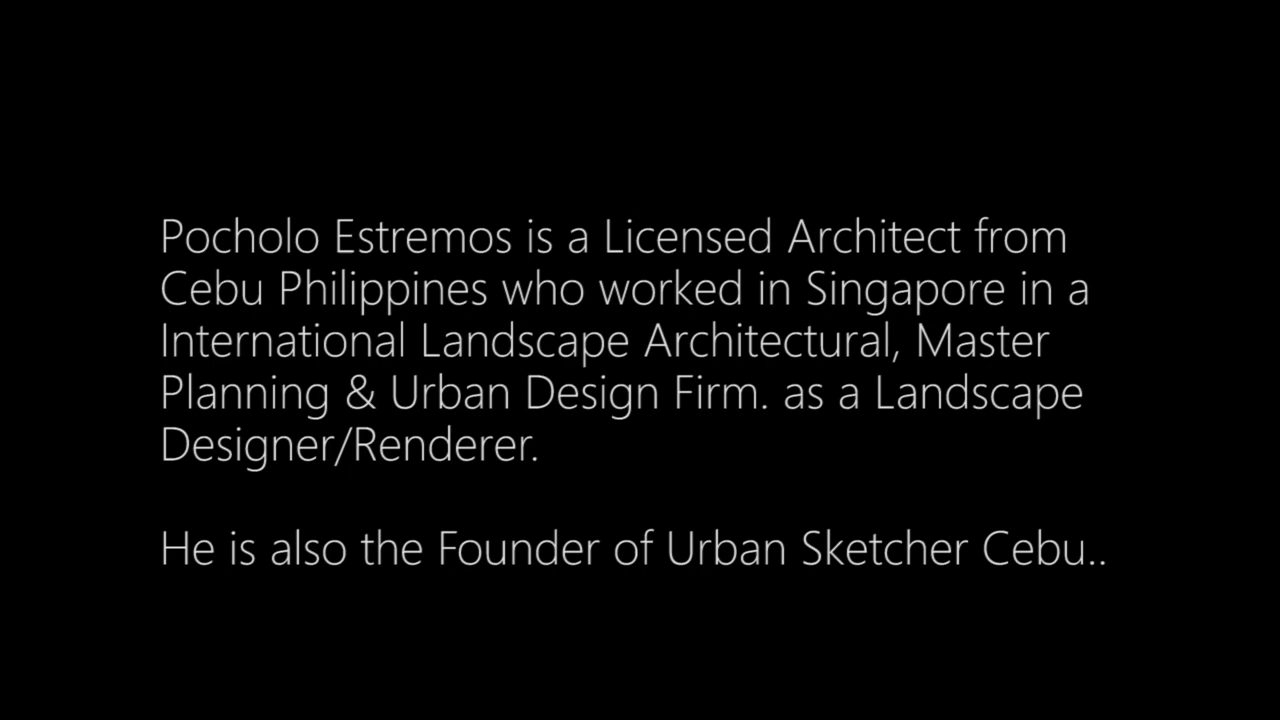 Pocholo Estremos is a Licensed Architect from
Cebu Philippines who worked in Singapore in a
International Landscape Architectural, Master
Planning & Urban Design Firm. as a Landscape
Designer/Renderer.
He is also the Founder of Urban Sketcher Cebu..